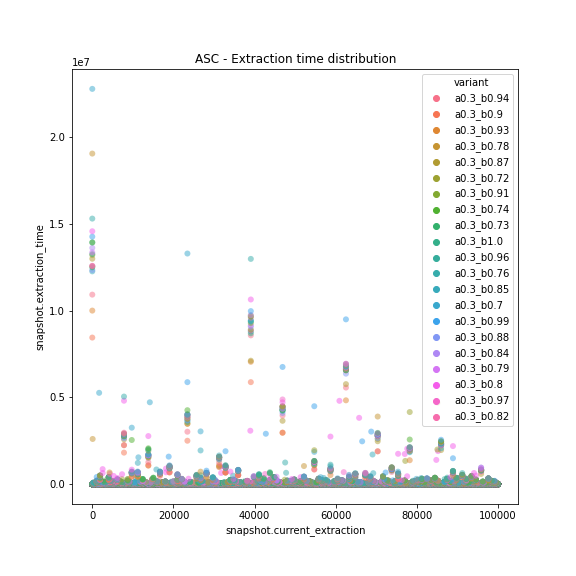 ASC - Extraction time distribution
1e7
variant
a0.3_b0.94
a0.3_b0.9
a0.3_b0.93
a0.3_b0.78
a0.3_b0.87
a0.3_b0.72
a0.3_b0.91
a0.3_b0.74
a0.3_b0.73
a0.3_b1.0
a0.3_b0.96
a0.3_b0.76
a0.3_b0.85
a0.3_b0.7
a0.3_b0.99
a0.3_b0.88
a0.3_b0.84
a0.3_b0.79
a0.3_b0.8
a0.3_b0.97
a0.3_b0.82
snapshot.extraction_time
2.0
1.5
1.0
0.5
0.0
0 20000 40000 60000 80000 100000
snapshot.current_extraction